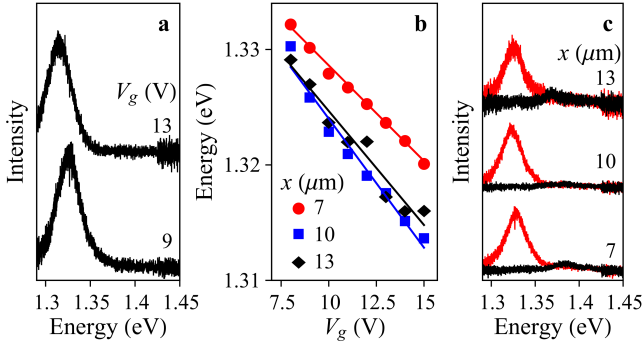 a
V_g (V)
13
9
Intensity
1.3 1.35 1.4 1.45
Energy (eV)
b
1.33
1.32
1.31
Energy (eV)
x (μm)
7
10
13
7.5 10 12.5 15
V_g (V)
c
x (μm)
13
10
7
Intensity
1.3 1.35 1.4 1.45
Energy (eV)